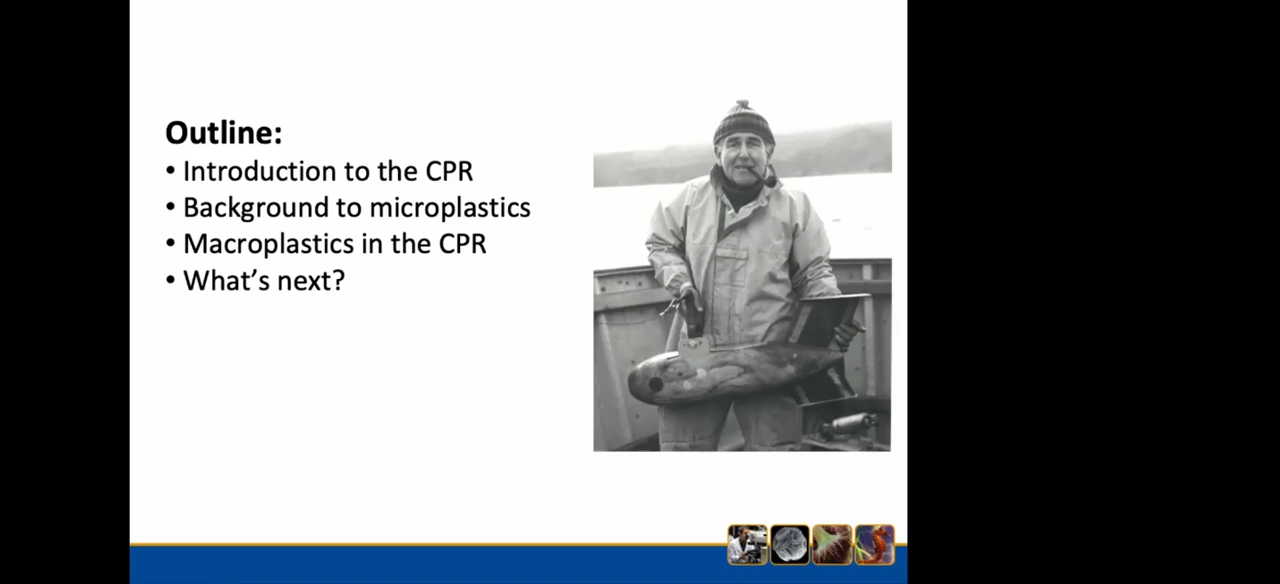 Outline:
• Introduction to the CPR
• Background to microplastics
• Macroplastics in the CPR
• What’s next?